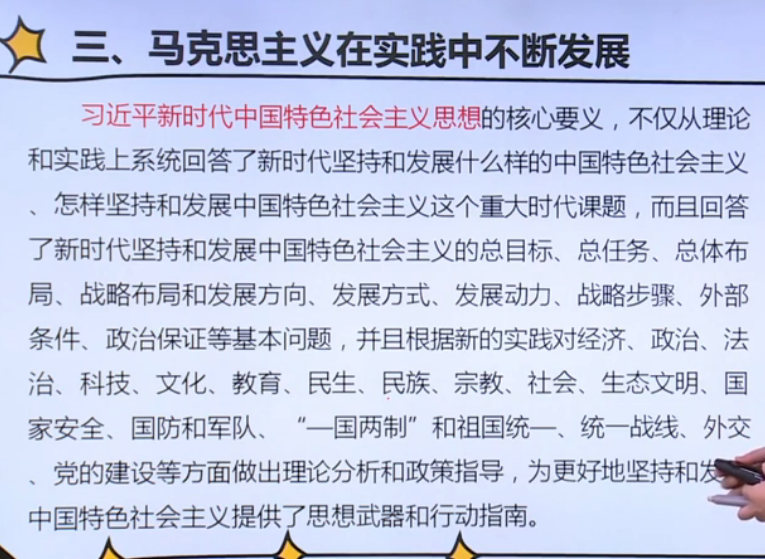 三、马克思主义在实践中不断发展
习近平新时代中国特色社会主义思想的核心要义，不仅从理论
和实践上系统回答了新时代坚持和发展什么样的中国特色社会主义
、怎样坚持和发展中国特色社会主义这个重大时代课题，而且回答
了新时代坚持和发展中国特色社会主义的总目标、总任务、总体布
局、战略布局和发展方向、发展方式、发展动力、战略步骤、外部
条件、政治保证等基本问题，并且根据新的实践对经济、政治、法
治、科技、文化、教育、民生、民族、宗教、社会、生态文明、国
家安全、国防和军队、“一国两制”和祖国统一、统一战线、外交
、党的建设等方面做出理论分析和政策指导，为更好地坚持和发
中国特色社会主义提供了思想武器和行动指南。